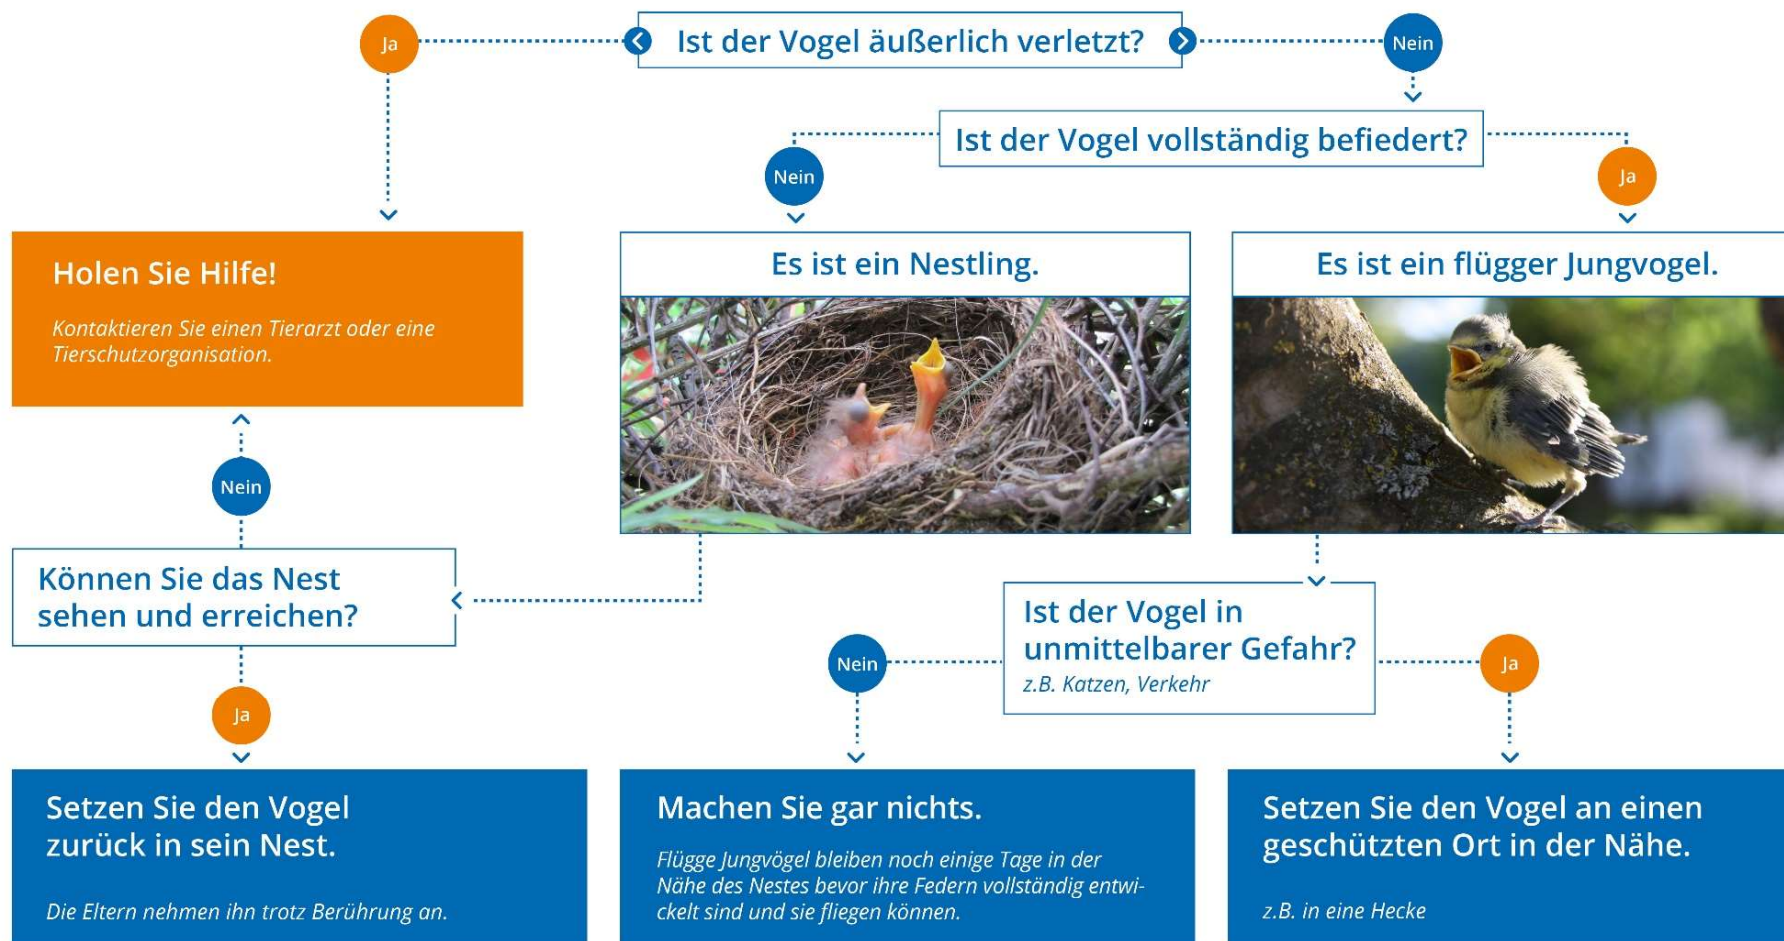 Ja
Ist der Vogel äußerlich verletzt?
Nein
Ist der Vogel vollständig befiedert?
Nein
Ja
Holen Sie Hilfe!
Kontaktieren Sie einen Tierarzt oder eine
Tierschutzorganisation.
Es ist ein Nestling.
Es ist ein flügger Jungvogel.
Nein
Können Sie das Nest
sehen und erreichen?
Ja
Ist der Vogel in
unmittelbarer Gefahr?
z.B. Katzen, Verkehr
Nein
Ja
Setzen Sie den Vogel
zurück in sein Nest.
Die Eltern nehmen ihn trotz Berührung an.
Machen Sie gar nichts.
Flügge Jungvögel bleiben noch einige Tage in der
Nähe des Nestes bevor ihre Federn vollständig entwi-
ckelt sind und sie fliegen können.
Setzen Sie den Vogel an einen
geschützten Ort in der Nähe.
z.B. in eine Hecke